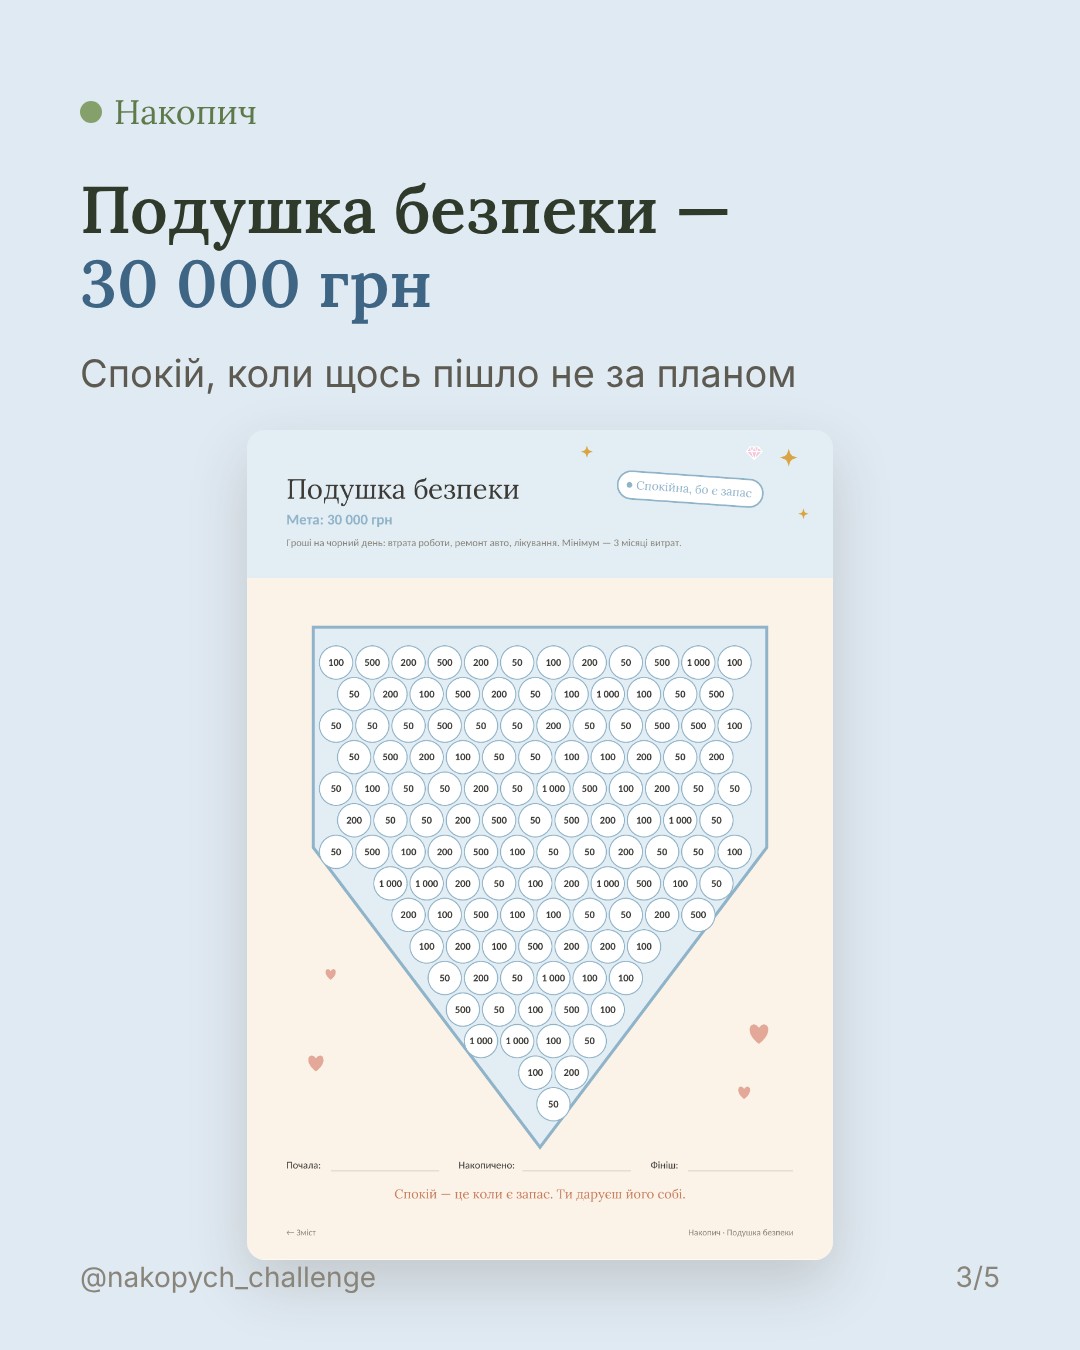 Накопич
Подушка безпеки —
30 000 грн
Спокій, коли щось пішло не за планом
Подушка безпеки
Спокійна, бо є запас
Мета: 30 000 грн
Гроші на чорний день: втрата роботи, ремонт авто, лікування. Мінімум — 3 місяці витрат.
100 500 200 500 200 50 100 200 50 500 1 000 100
50 200 100 500 200 50 100 1 000 100 50 500
50 50 50 500 50 50 200 50 50 500 500 100
50 500 200 100 50 50 100 100 200 50 200
50 100 50 50 200 50 1 000 500 100 200 50 50
200 50 50 200 500 50 500 200 100 1 000 50
50 500 100 200 500 100 50 50 200 50 50 100
1 000 1 000 200 50 100 200 1 000 500 100 50
200 100 500 100 100 50 50 200 500
100 200 100 500 200 200 100
50 200 50 1 000 100 100
500 50 100 500 100
1 000 1 000 100 50
100 200
50
Почала: Накопичено: Фініш:
Спокій — це коли є запас. Ти даруєш його собі.
← Зміст Накопич · Подушка безпеки
@nakopych_challenge 3/5